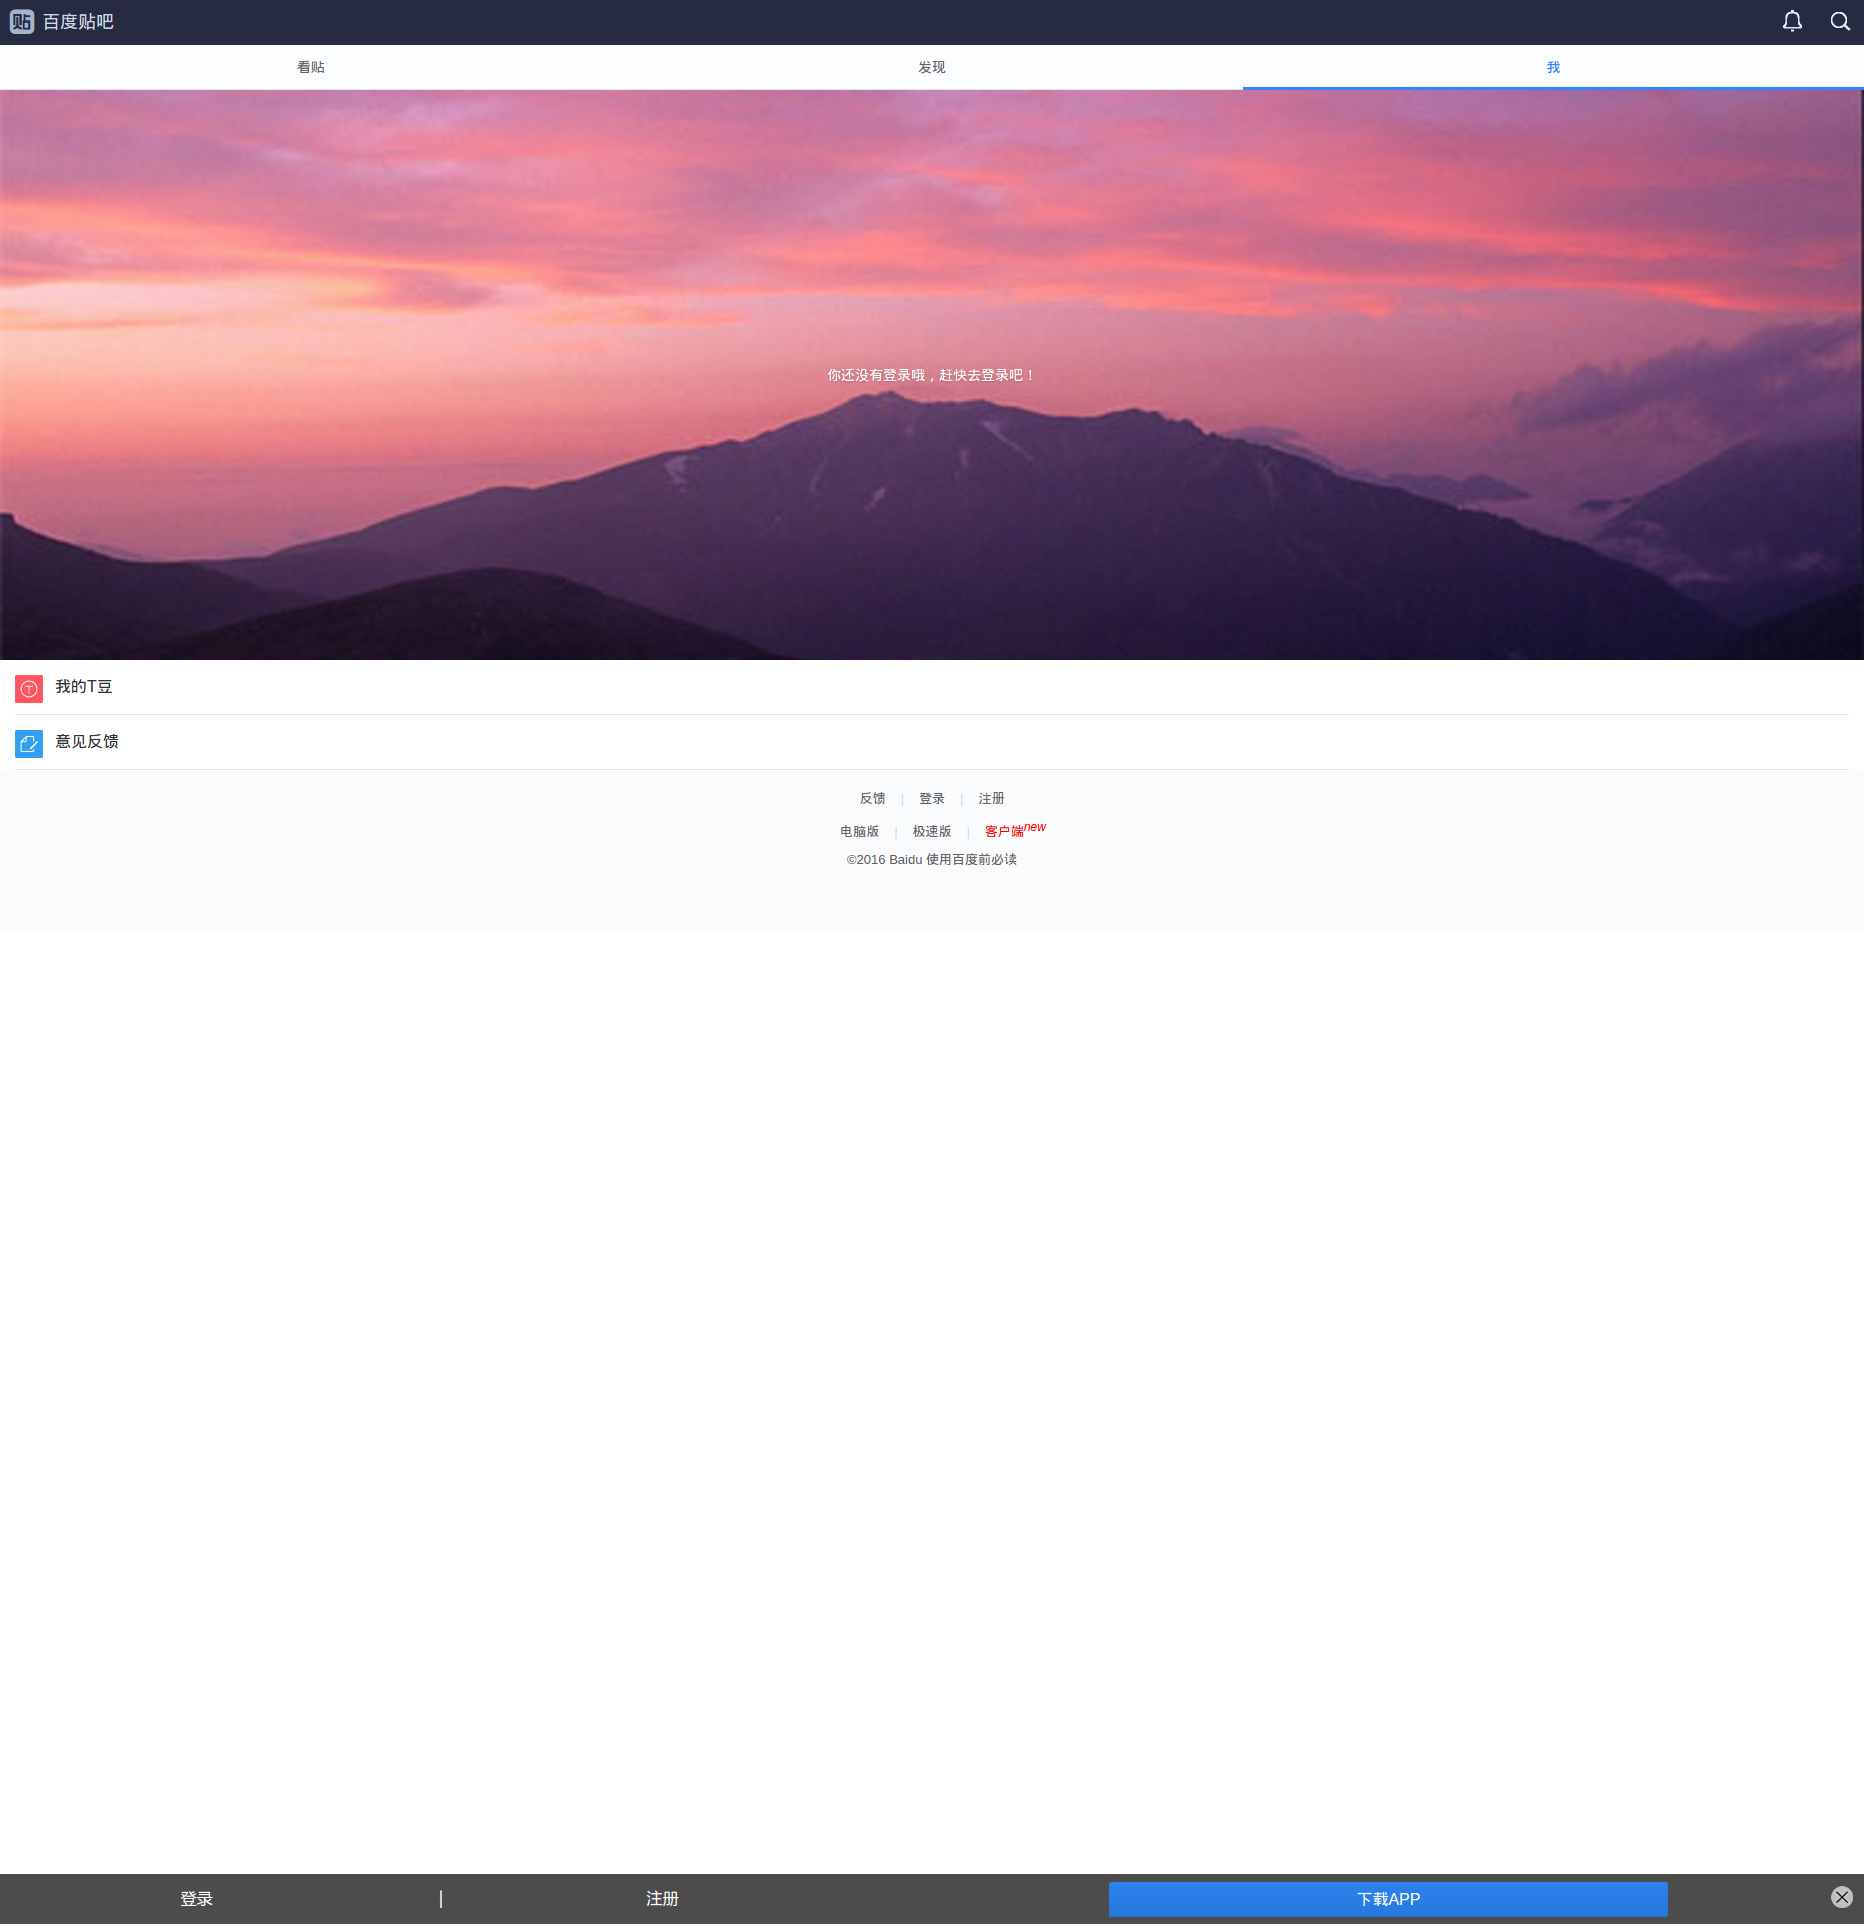 贴 百度贴吧
看贴 发现 我
你还没有登录哦，赶快去登录吧！
我的T豆
意见反馈
反馈 | 登录 | 注册
电脑版 | 极速版 | 客户端new
©2016 Baidu 使用百度前必读
登录 | 注册 下载APP